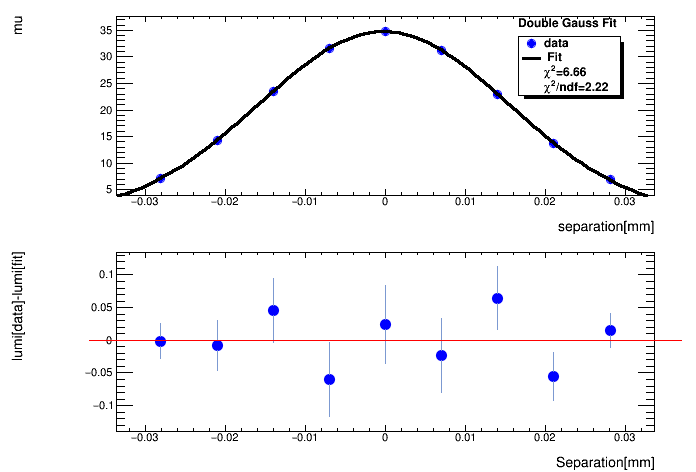 mu
Double Gauss Fit
data
Fit
χ²=6.66
χ²/ndf=2.22
35
30
25
20
15
10
5
−0.03 −0.02 −0.01 0 0.01 0.02 0.03
separation[mm]
lumi[data]-lumi[fit]
0.1
0.05
0
−0.05
−0.1
−0.03 −0.02 −0.01 0 0.01 0.02 0.03
Separation[mm]